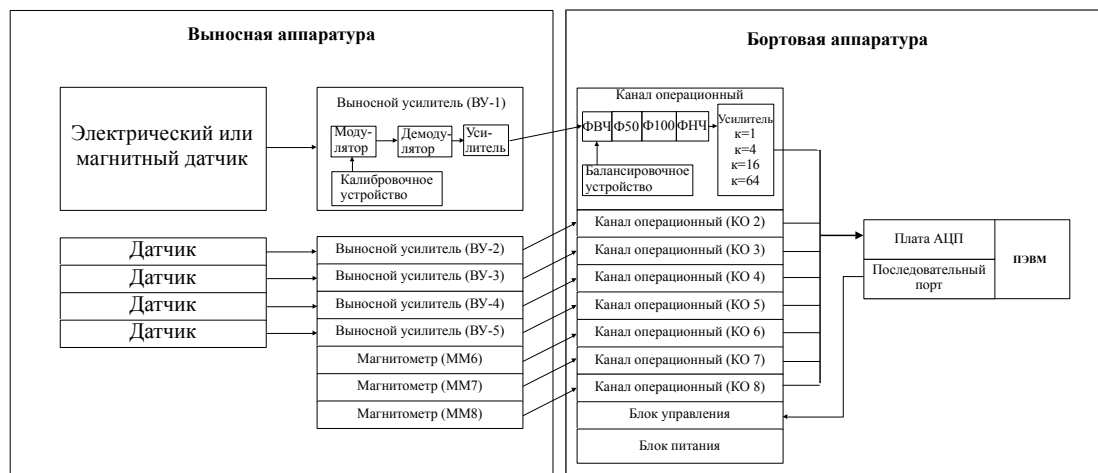 Выносная аппаратура
Электрический или
магнитный датчик
Выносной усилитель (ВУ-1)
Моду-
лятор
Демоду-
лятор
Уси-
литель
Калибровочное
устройство
Датчик
Датчик
Датчик
Датчик
Выносной усилитель (ВУ-2)
Выносной усилитель (ВУ-3)
Выносной усилитель (ВУ-4)
Выносной усилитель (ВУ-5)
Магнитометр (ММ6)
Магнитометр (ММ7)
Магнитометр (ММ8)
Бортовая аппаратура
Канал операционный
ФВЧ
Ф50
Ф100
ФНЧ
Усилитель
к=1
к=4
к=16
к=64
Балансировочное
устройство
Канал операционный (КО 2)
Канал операционный (КО 3)
Канал операционный (КО 4)
Канал операционный (КО 5)
Канал операционный (КО 6)
Канал операционный (КО 7)
Канал операционный (КО 8)
Блок управления
Блок питания
Плата АЦП
Последовательный
порт
ПЭВМ